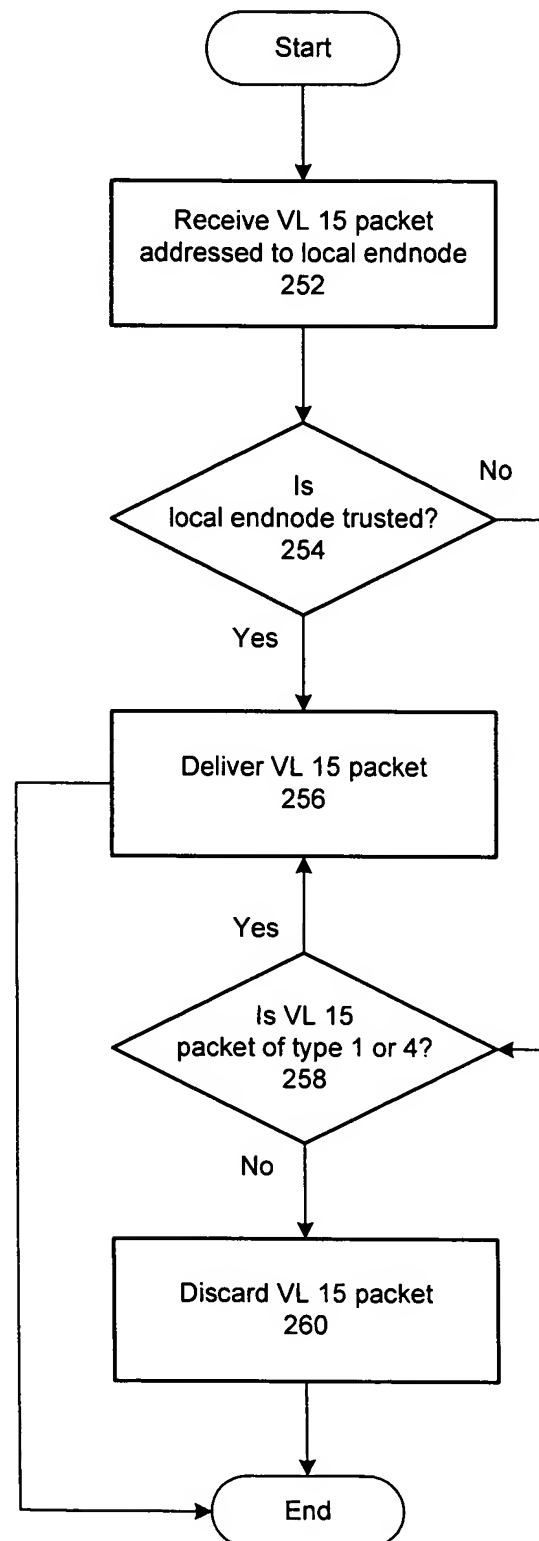 Start
Receive VL 15 packet
addressed to local endnode
252
Is
local endnode trusted?
254
No
Yes
Deliver VL 15 packet
256
Yes
Is VL 15
packet of type 1 or 4?
258
No
Discard VL 15 packet
260
End